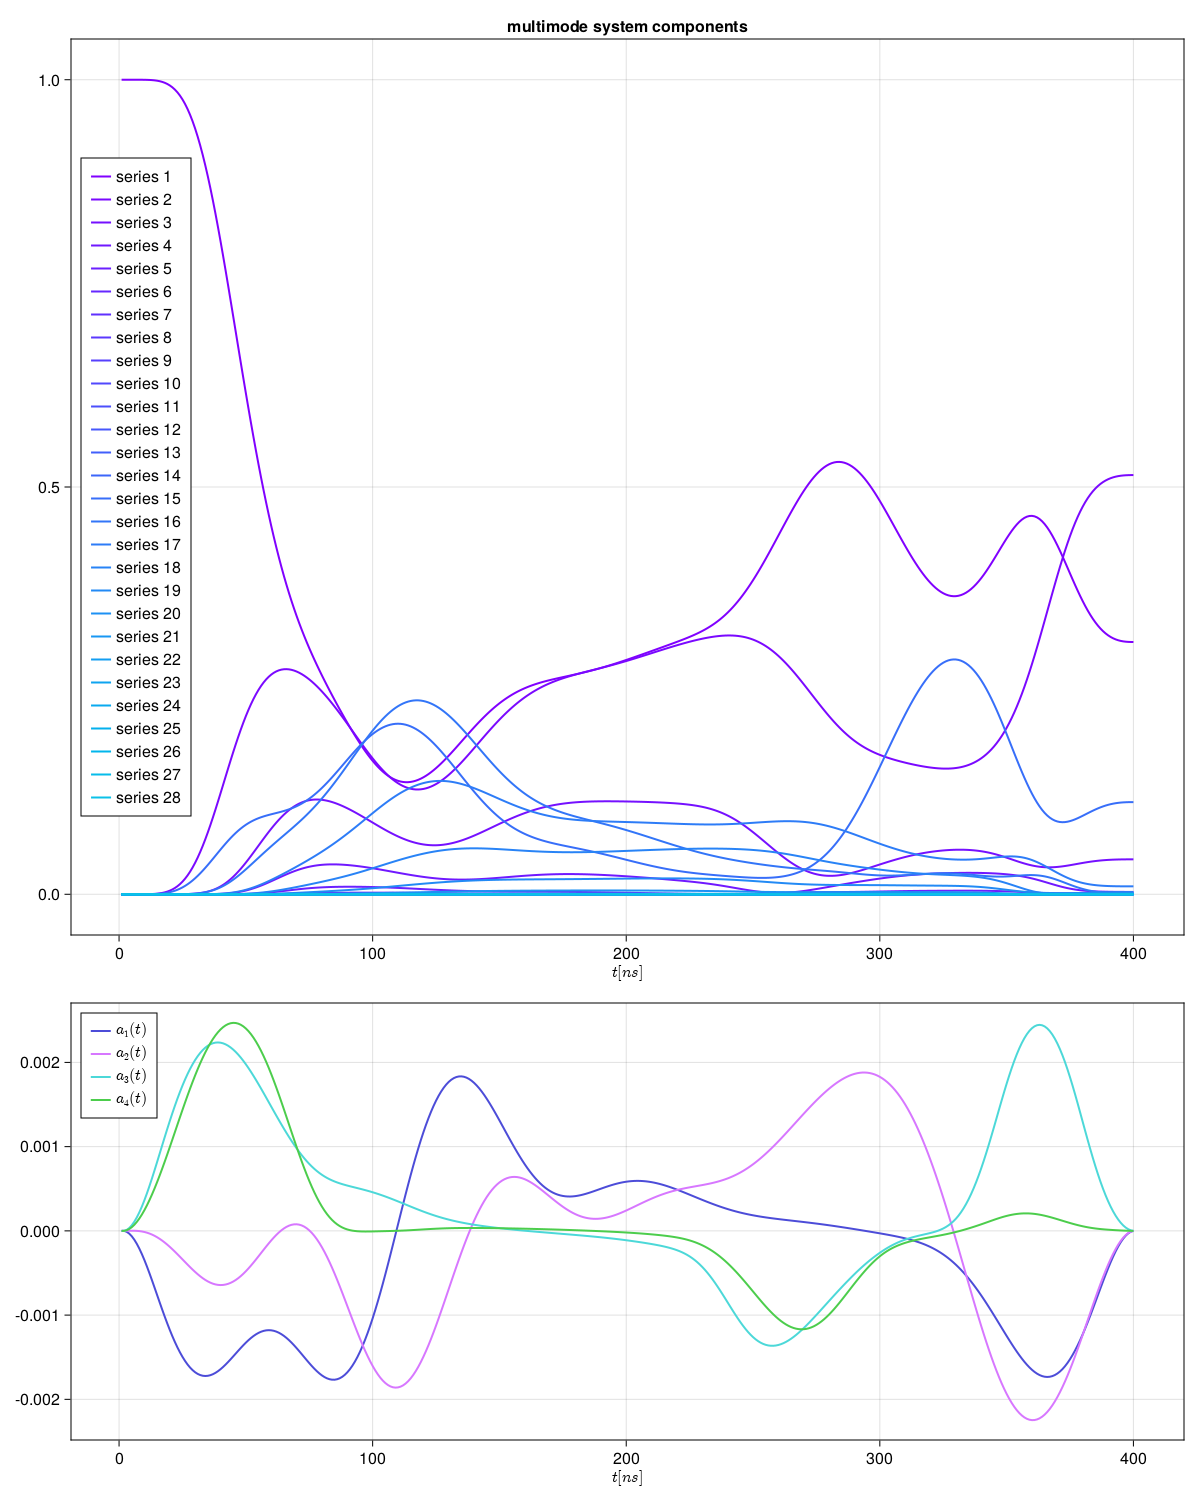 multimode system components
1.0
0.5
0.0
series 1
series 2
series 3
series 4
series 5
series 6
series 7
series 8
series 9
series 10
series 11
series 12
series 13
series 14
series 15
series 16
series 17
series 18
series 19
series 20
series 21
series 22
series 23
series 24
series 25
series 26
series 27
series 28
0 100 200 300 400
t[ns]
a₁(t)
a₂(t)
a₃(t)
a₄(t)
0.002
0.001
0.000
-0.001
-0.002
0 100 200 300 400
t[ns]